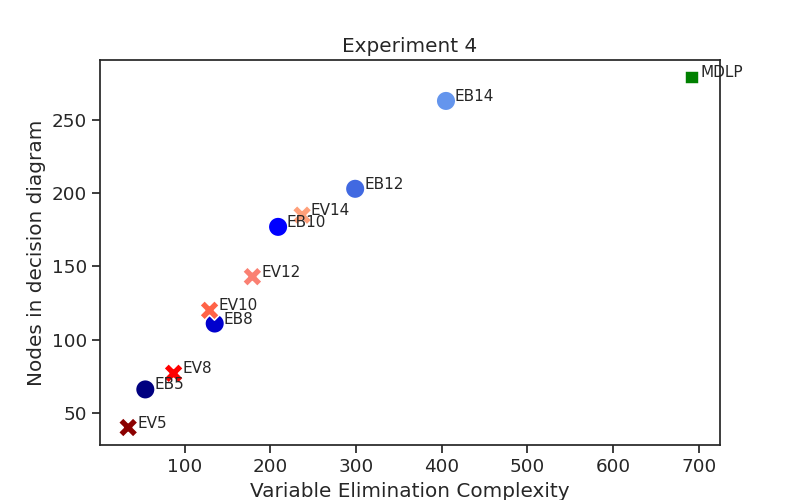 Experiment 4
MDLP
EB14
250
EB12
200
EV14
EB10
150
EV12
EV10
EB8
100
EV8
EB5
50
EV5
Nodes in decision diagram
100 200 300 400 500 600 700
Variable Elimination Complexity